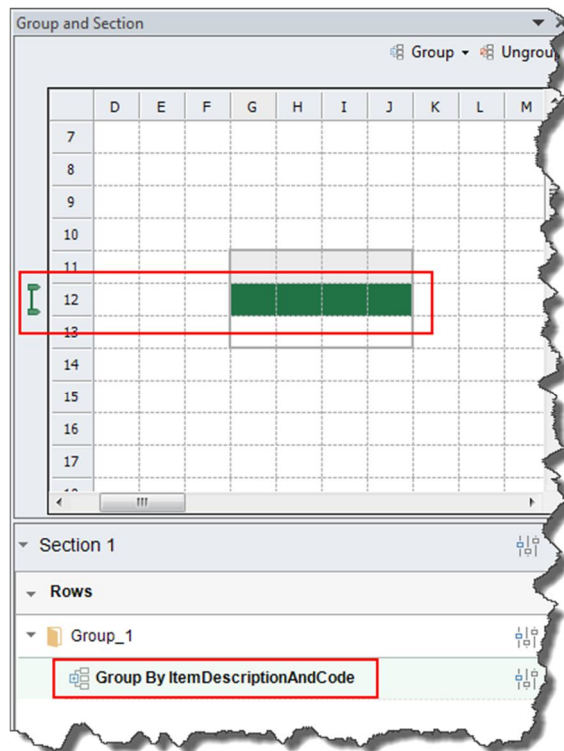 Group and Section
Group Ungroup
D E F G H I J K L M
7
8
9
10
11
12
13
14
15
16
17
Section 1
Rows
Group_1
Group By ItemDescriptionAndCode